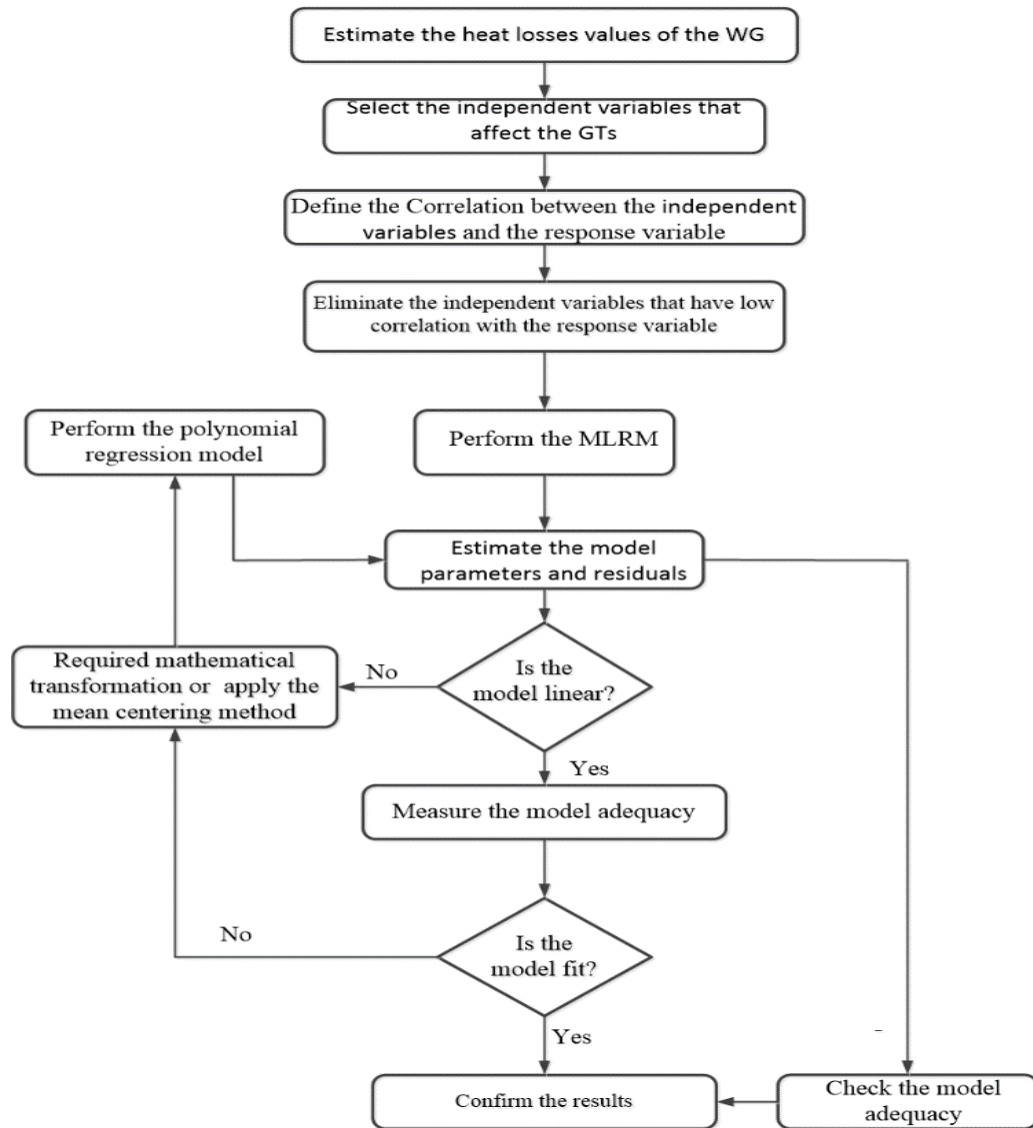 Estimate the heat losses values of the WG
Select the independent variables that
affect the GTs
Define the Correlation between the independent
variables and the response variable
Eliminate the independent variables that have low
correlation with the response variable
Perform the polynomial
regression model
Perform the MLRM
Estimate the model
parameters and residuals
Required mathematical
transformation or apply the
mean centering method
No
Is the
model linear?
Yes
Measure the model adequacy
No
Is the
model fit?
Yes
Confirm the results
Check the model
adequacy